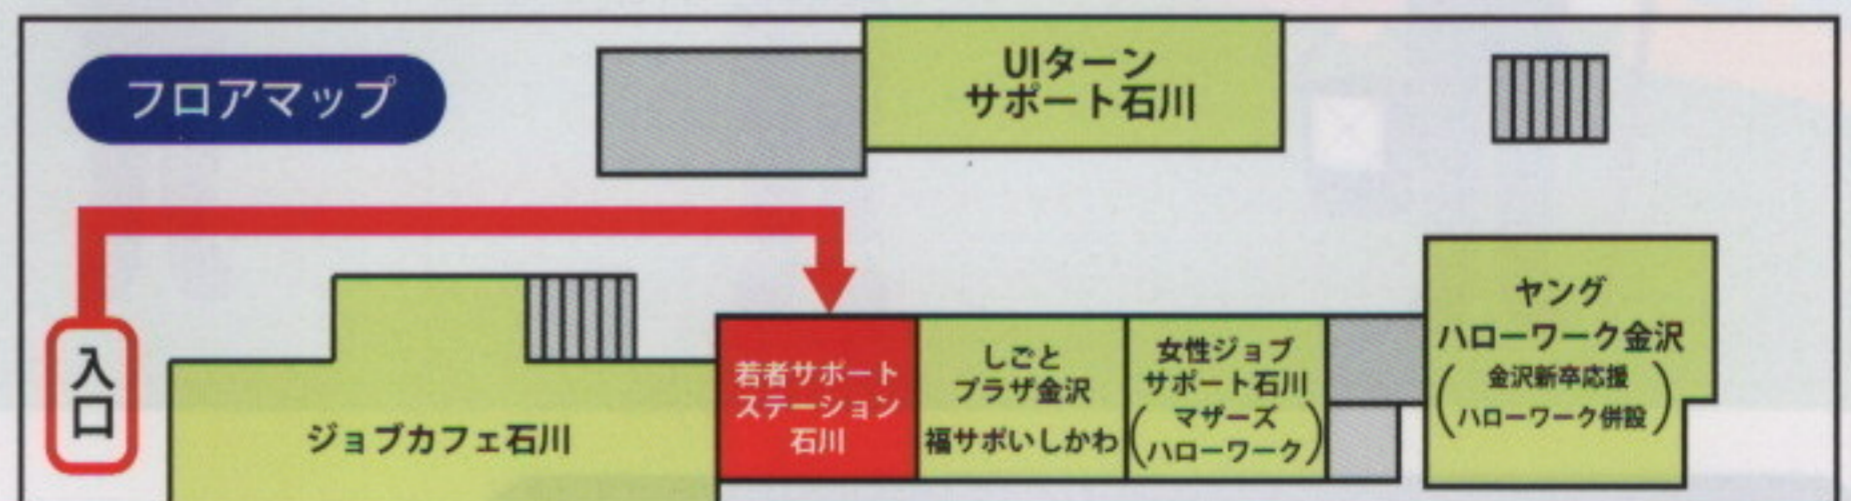 フロアマップ
UIターン
サポート石川
入口
ジョブカフェ石川
若者サポート
ステーション
石川
しごと
プラザ金沢
福サポいしかわ
女性ジョブ
サポート石川
(マザーズ
ハローワーク)
ヤング
ハローワーク金沢
(金沢新卒応援
ハローワーク併設)